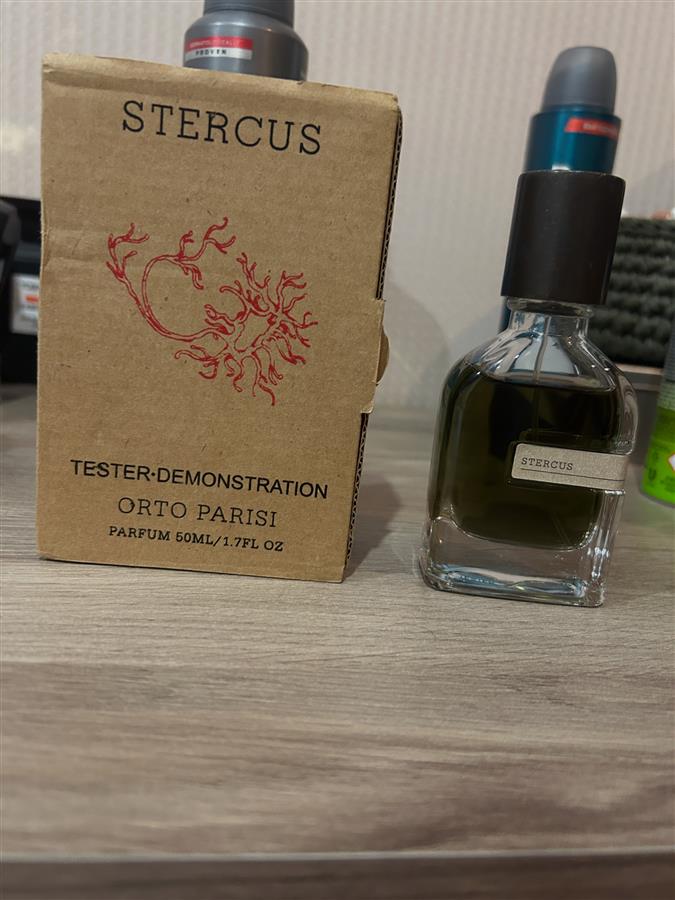 PROVEN
STERCUS
TESTER•DEMONSTRATION
ORTO PARISI
PARFUM 50ML/1.7FL OZ
STERCUS